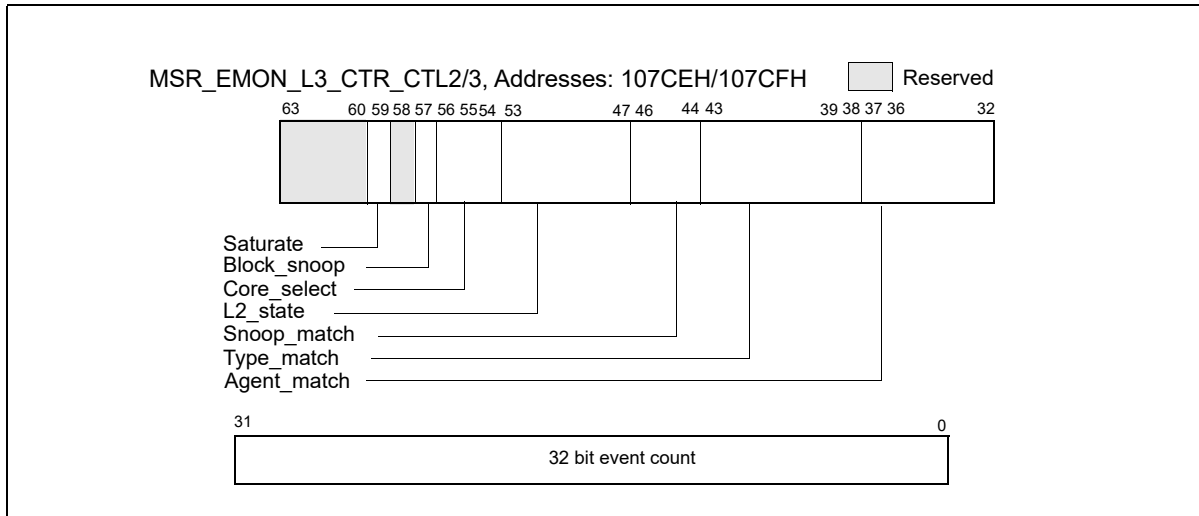 MSR_EMON_L3_CTR_CTL2/3, Addresses: 107CEH/107CFH Reserved
63 60 59 58 57 56 55 54 53 47 46 44 43 39 38 37 36 32
Saturate
Block_snoop
Core_select
L2_state
Snoop_match
Type_match
Agent_match
31 0
32 bit event count